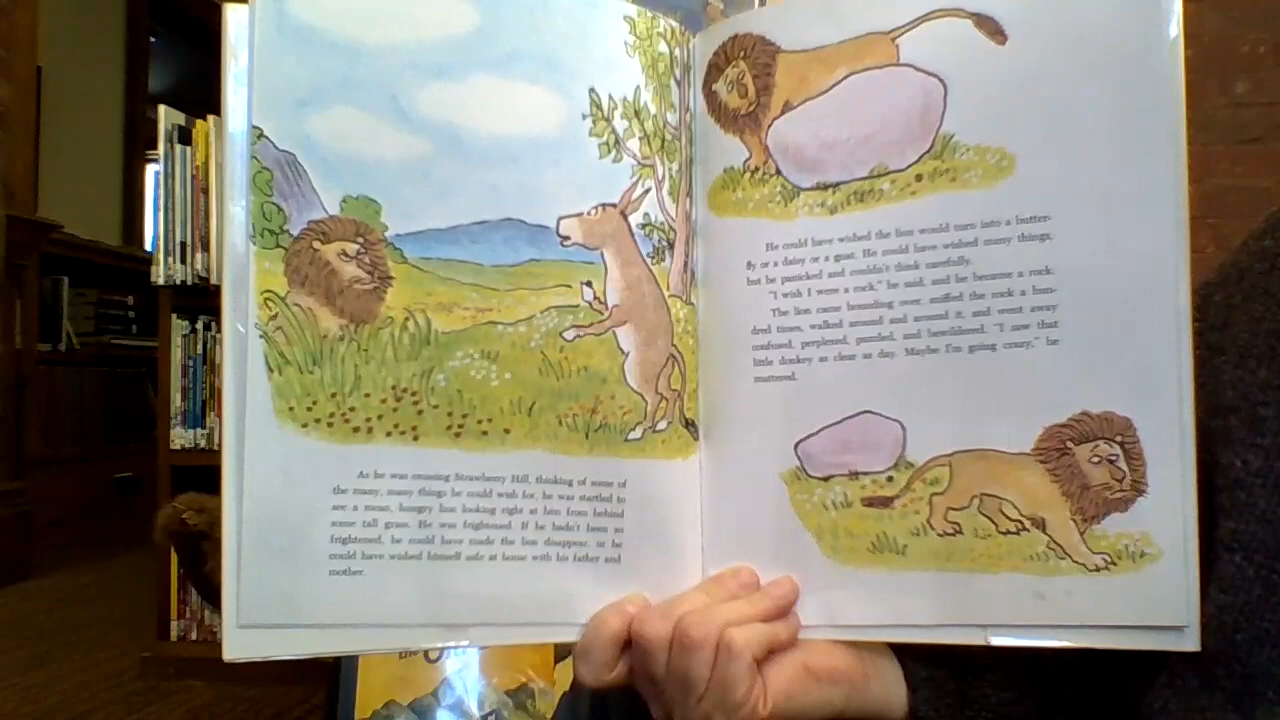 As he was crossing Strawberry Hill, thinking of some of
the many, many things he could wish for, he was startled to
see a mean, hungry lion looking right at him from behind
some tall grass. He was frightened. If he hadn't been so
frightened, he could have made the lion disappear, or he
could have wished himself safe at home with his father and
mother.
He could have wished the lion would turn into a butter-
fly or a daisy or a gnat. He could have wished many things,
but he panicked and couldn't think carefully.
"I wish I were a rock," he said, and he became a rock.
The lion came bounding over, sniffed the rock a hun-
dred times, walked around and around it, and went away
confused, perplexed, puzzled, and bewildered. "I saw that
little donkey as clear as day. Maybe I'm going crazy," he
muttered.
the